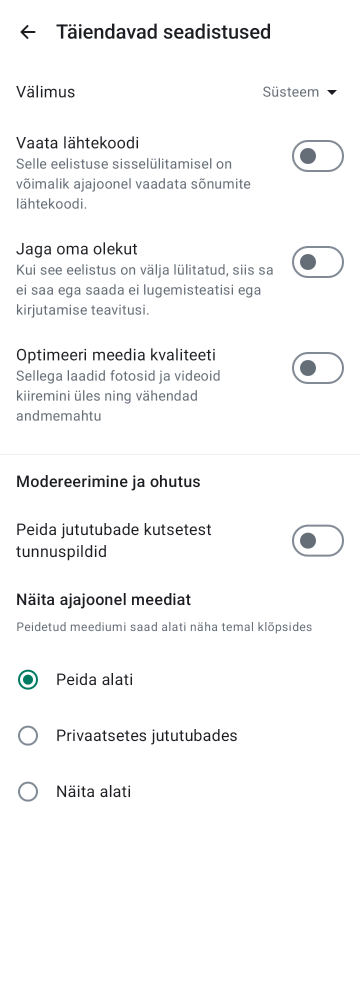 Täiendavad seadistused
Välimus
Süsteem
Vaata lähtekoodi
Selle eelistuse sisselülitamisel on
võimalik ajajoonel vaadata sõnumite
lähtekoodi.
Jaga oma olekut
Kui see eelistus on välja lülitatud, siis sa
ei saa ega saada ei lugemisteatisi ega
kirjutamise teavitusi.
Optimeeri meedia kvaliteeti
Sellega laadid fotosid ja videoid
kiiremini üles ning vähendad
andmemahtu
Modereerimine ja ohutus
Peida jututubade kutsetest
tunnuspildid
Näita ajajoonel meediat
Peidetud meediumi saad alati näha temal klõpsides
Peida alati
Privaatsetes jututubades
Näita alati